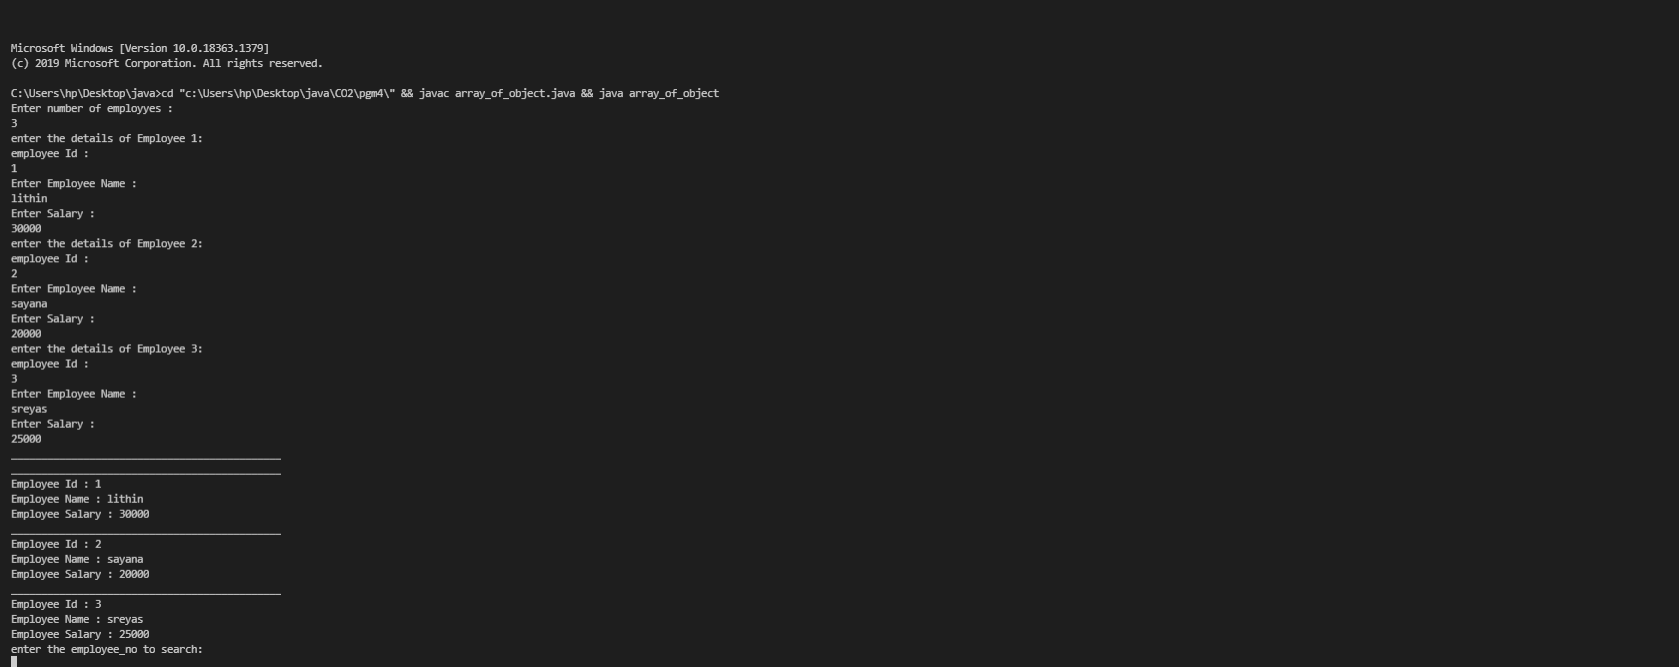 Microsoft Windows [Version 10.0.18363.1379]
(c) 2019 Microsoft Corporation. All rights reserved.
C:\Users\hp\Desktop\java>cd "c:\Users\hp\Desktop\java\CO2\pgm4\" && javac array_of_object.java && java array_of_object
Enter number of employyes :
3
enter the details of Employee 1:
employee Id :
1
Enter Employee Name :
lithin
Enter Salary :
30000
enter the details of Employee 2:
employee Id :
2
Enter Employee Name :
sayana
Enter Salary :
20000
enter the details of Employee 3:
employee Id :
3
Enter Employee Name :
sreyas
Enter Salary :
25000
_____________________________________________
_____________________________________________
Employee Id : 1
Employee Name : lithin
Employee Salary : 30000
_____________________________________________
Employee Id : 2
Employee Name : sayana
Employee Salary : 20000
_____________________________________________
Employee Id : 3
Employee Name : sreyas
Employee Salary : 25000
enter the employee_no to search: